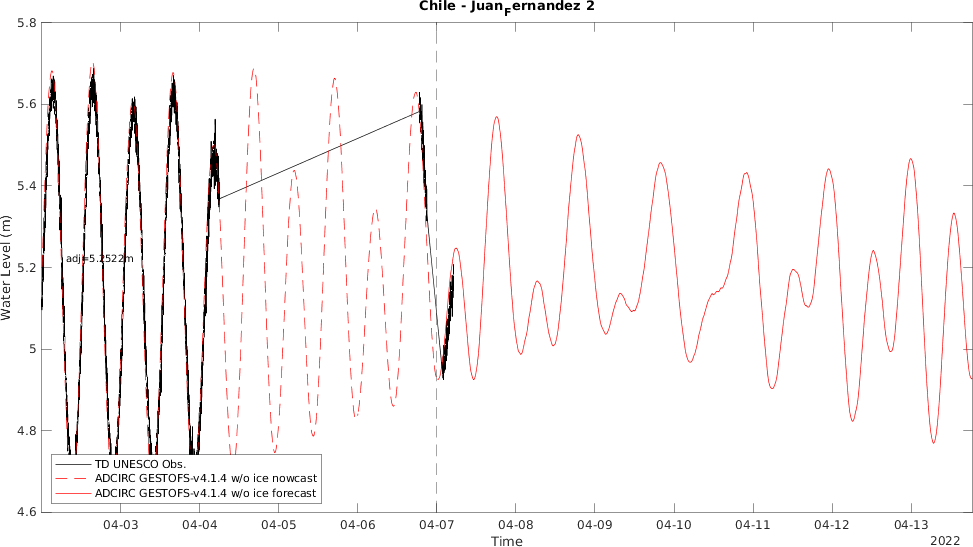 Chile - Juan_Fernandez 2
5.8
5.6
5.4
5.2
5
4.8
4.6
Water Level (m)
adj=5.2522m
TD UNESCO Obs.
ADCIRC GESTOFS-v4.1.4 w/o ice nowcast
ADCIRC GESTOFS-v4.1.4 w/o ice forecast
04-03 04-04 04-05 04-06 04-07 04-08 04-09 04-10 04-11 04-12 04-13
Time
2022